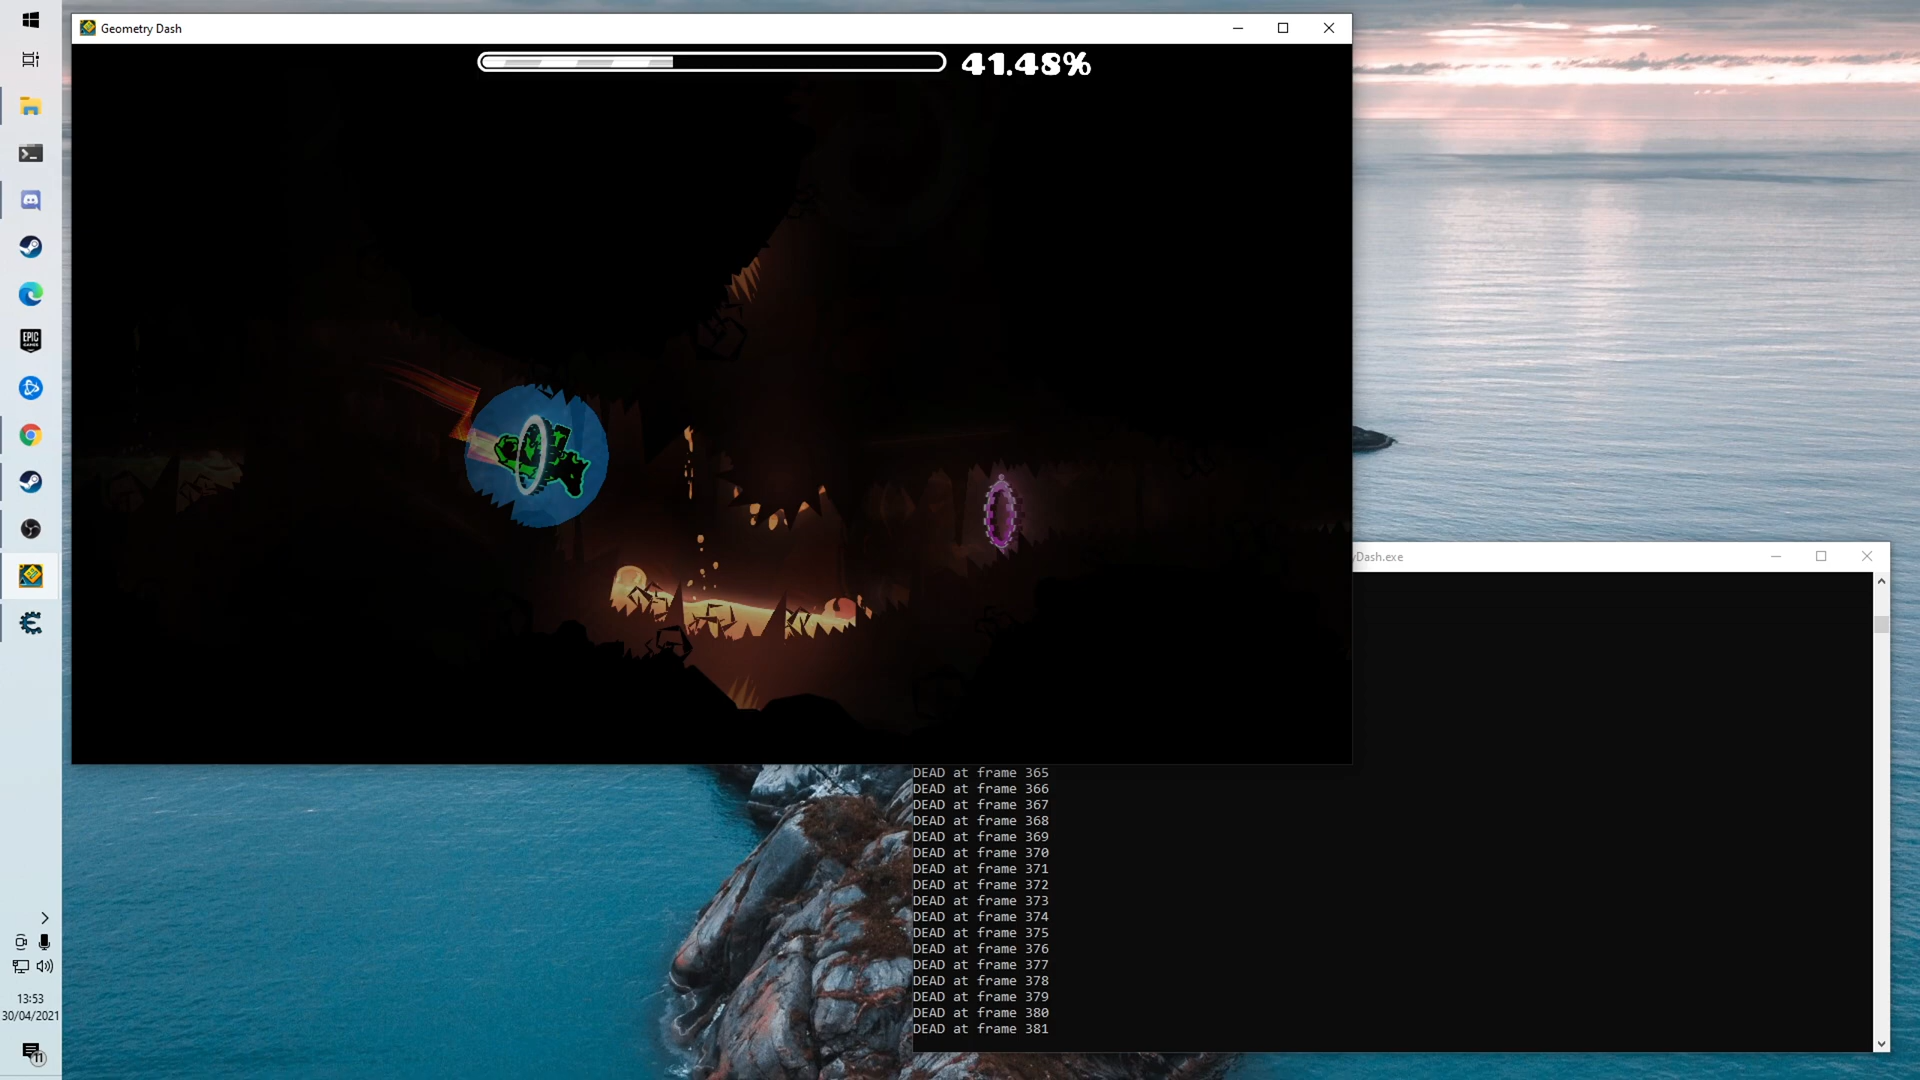 Geometry Dash
41.48%
EPIC
GAMES
yDash.exe
DEAD at frame 365
DEAD at frame 366
DEAD at frame 367
DEAD at frame 368
DEAD at frame 369
DEAD at frame 370
DEAD at frame 371
DEAD at frame 372
DEAD at frame 373
DEAD at frame 374
DEAD at frame 375
DEAD at frame 376
DEAD at frame 377
DEAD at frame 378
DEAD at frame 379
DEAD at frame 380
DEAD at frame 381
13:53
30/04/2021
11